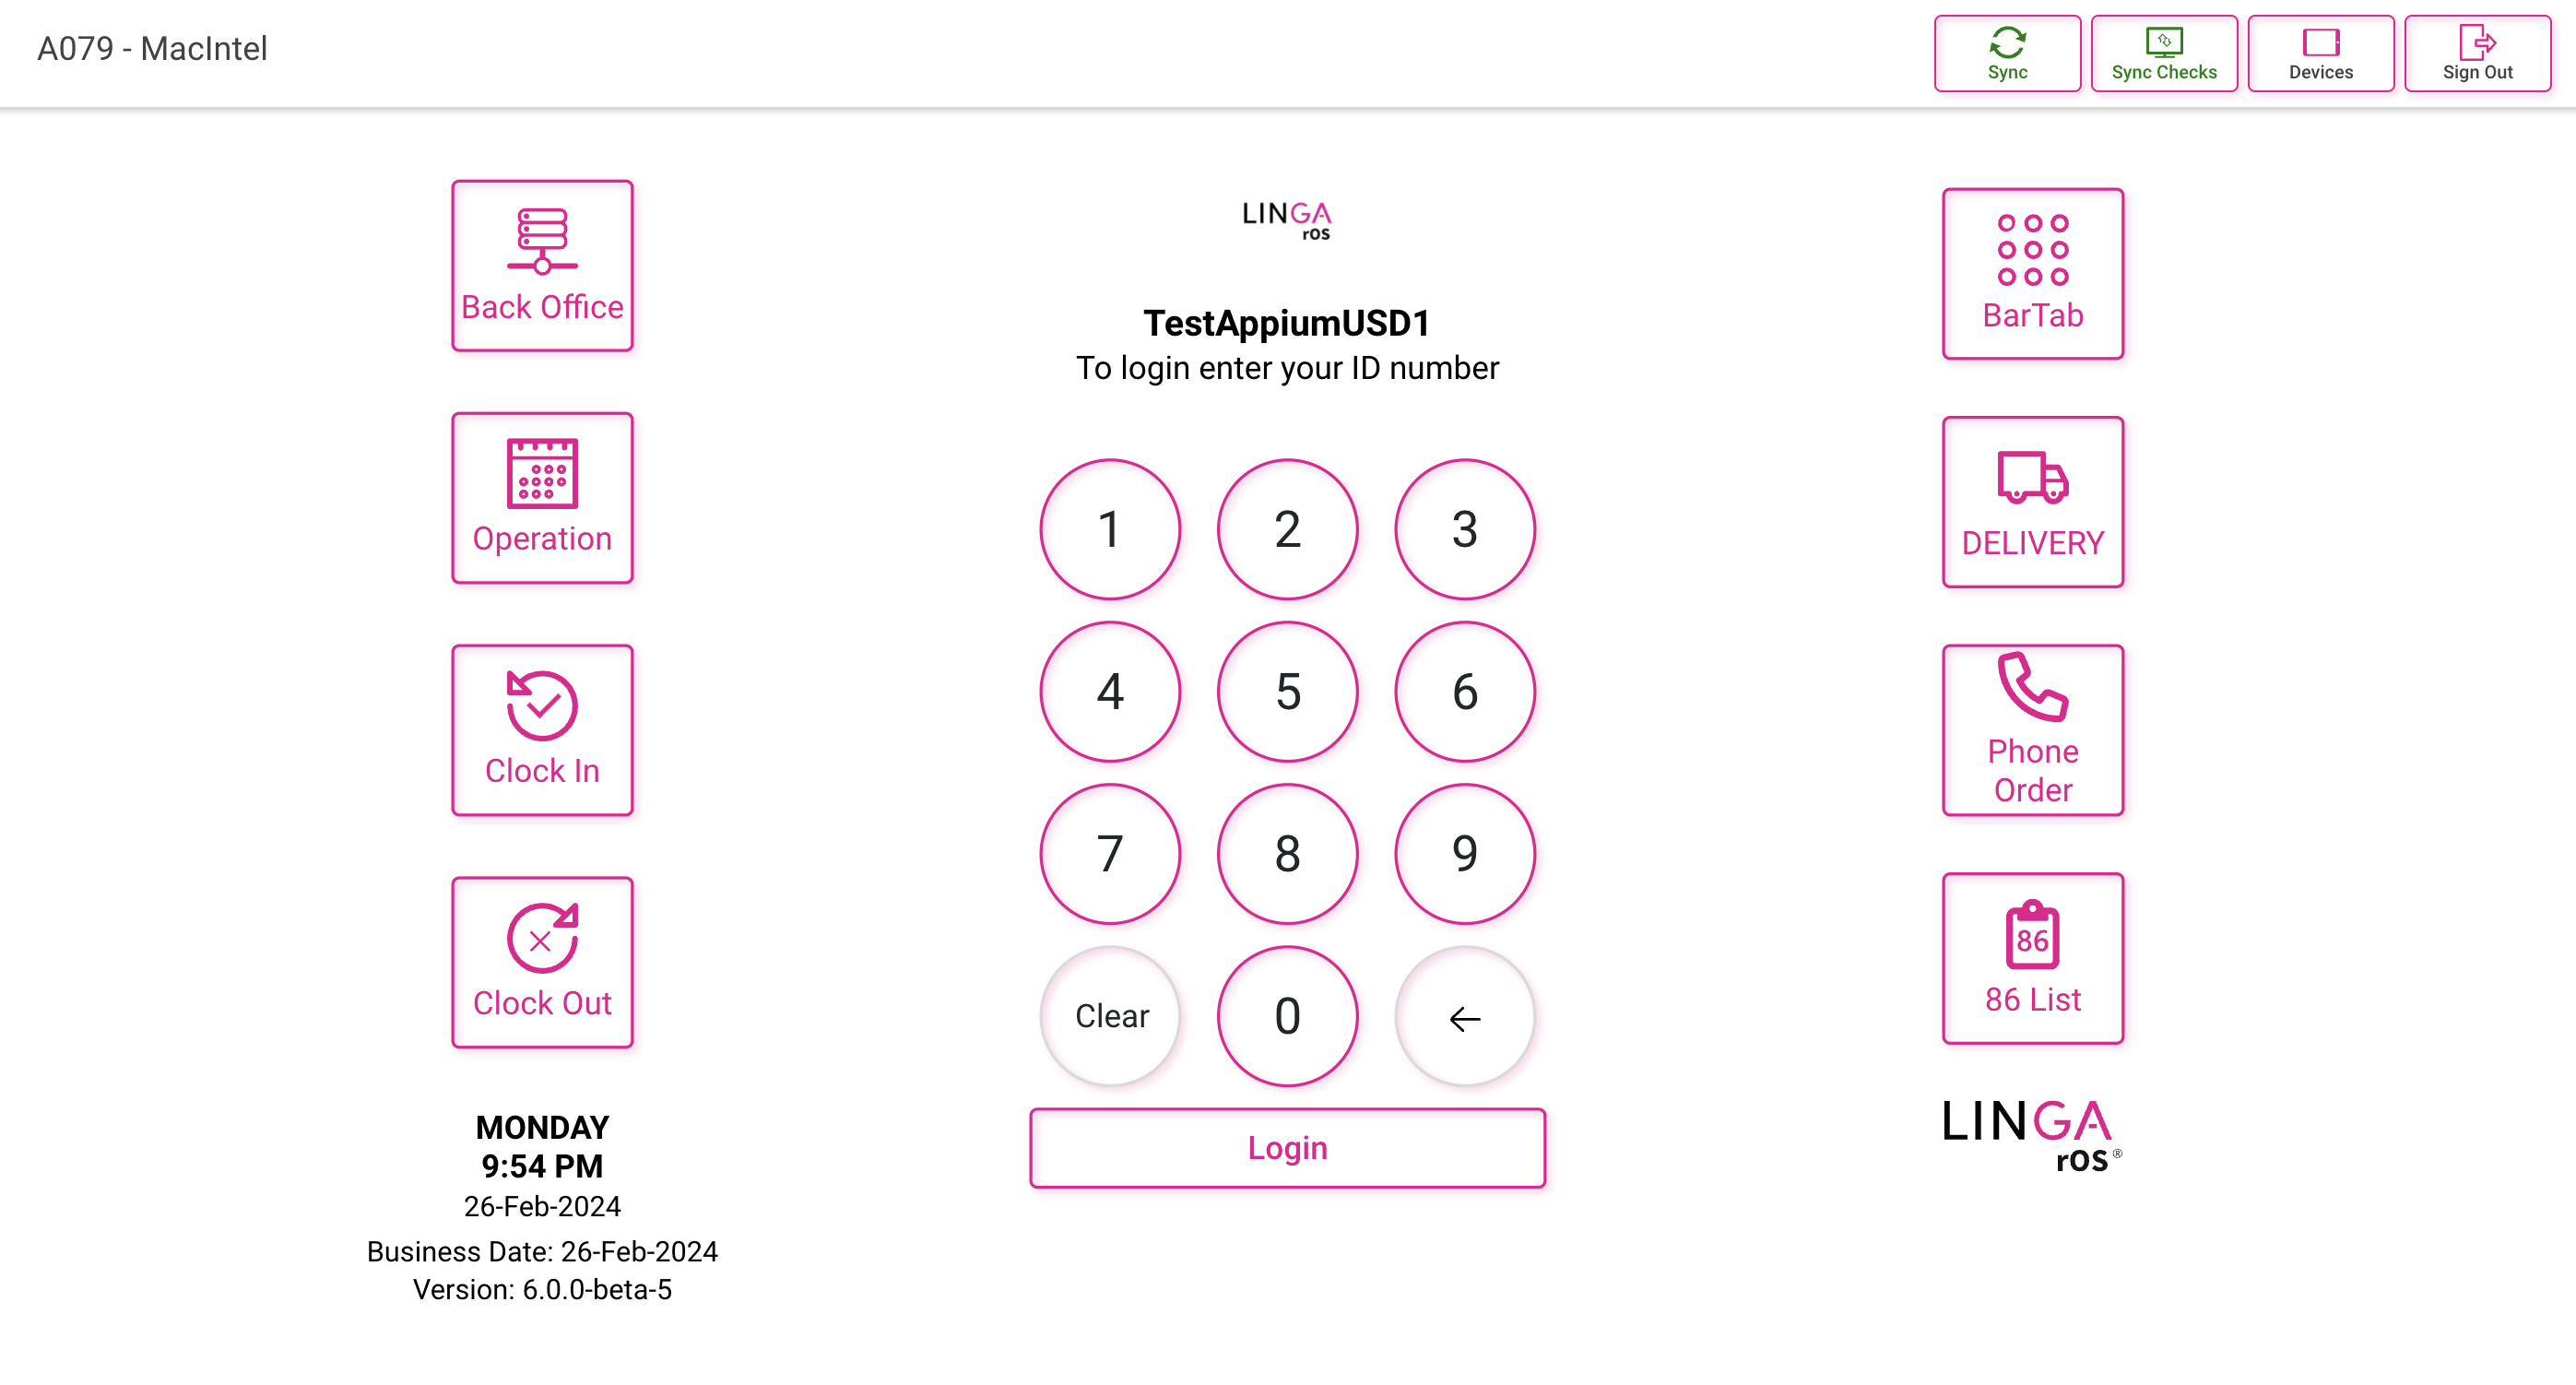 A079 - MacIntel
Sync
Sync Checks
Devices
Sign Out
Back Office
Operation
Clock In
Clock Out
MONDAY
9:54 PM
26-Feb-2024
Business Date: 26-Feb-2024
Version: 6.0.0-beta-5
LINGA
rOS
TestAppiumUSD1
To login enter your ID number
1 2 3
4 5 6
7 8 9
Clear 0 ←
Login
BarTab
DELIVERY
Phone
Order
86
86 List
LINGA
rOS®